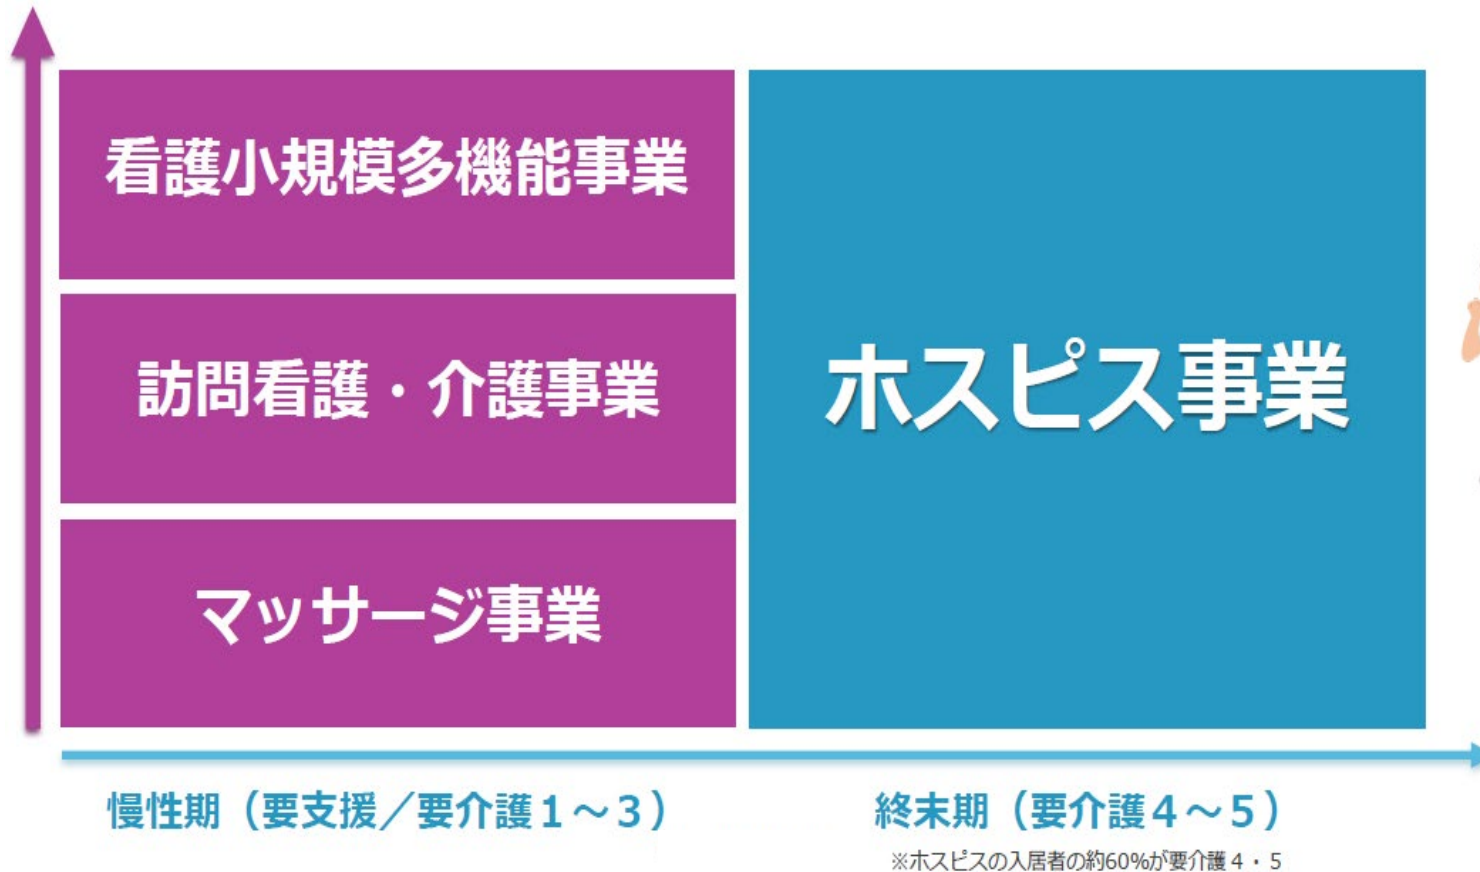 看護小規模多機能事業
訪問看護・介護事業
マッサージ事業
ホスピス事業
慢性期（要支援／要介護１～３）
終末期（要介護４～５）
※ホスピスの入居者の約60%が要介護４・５